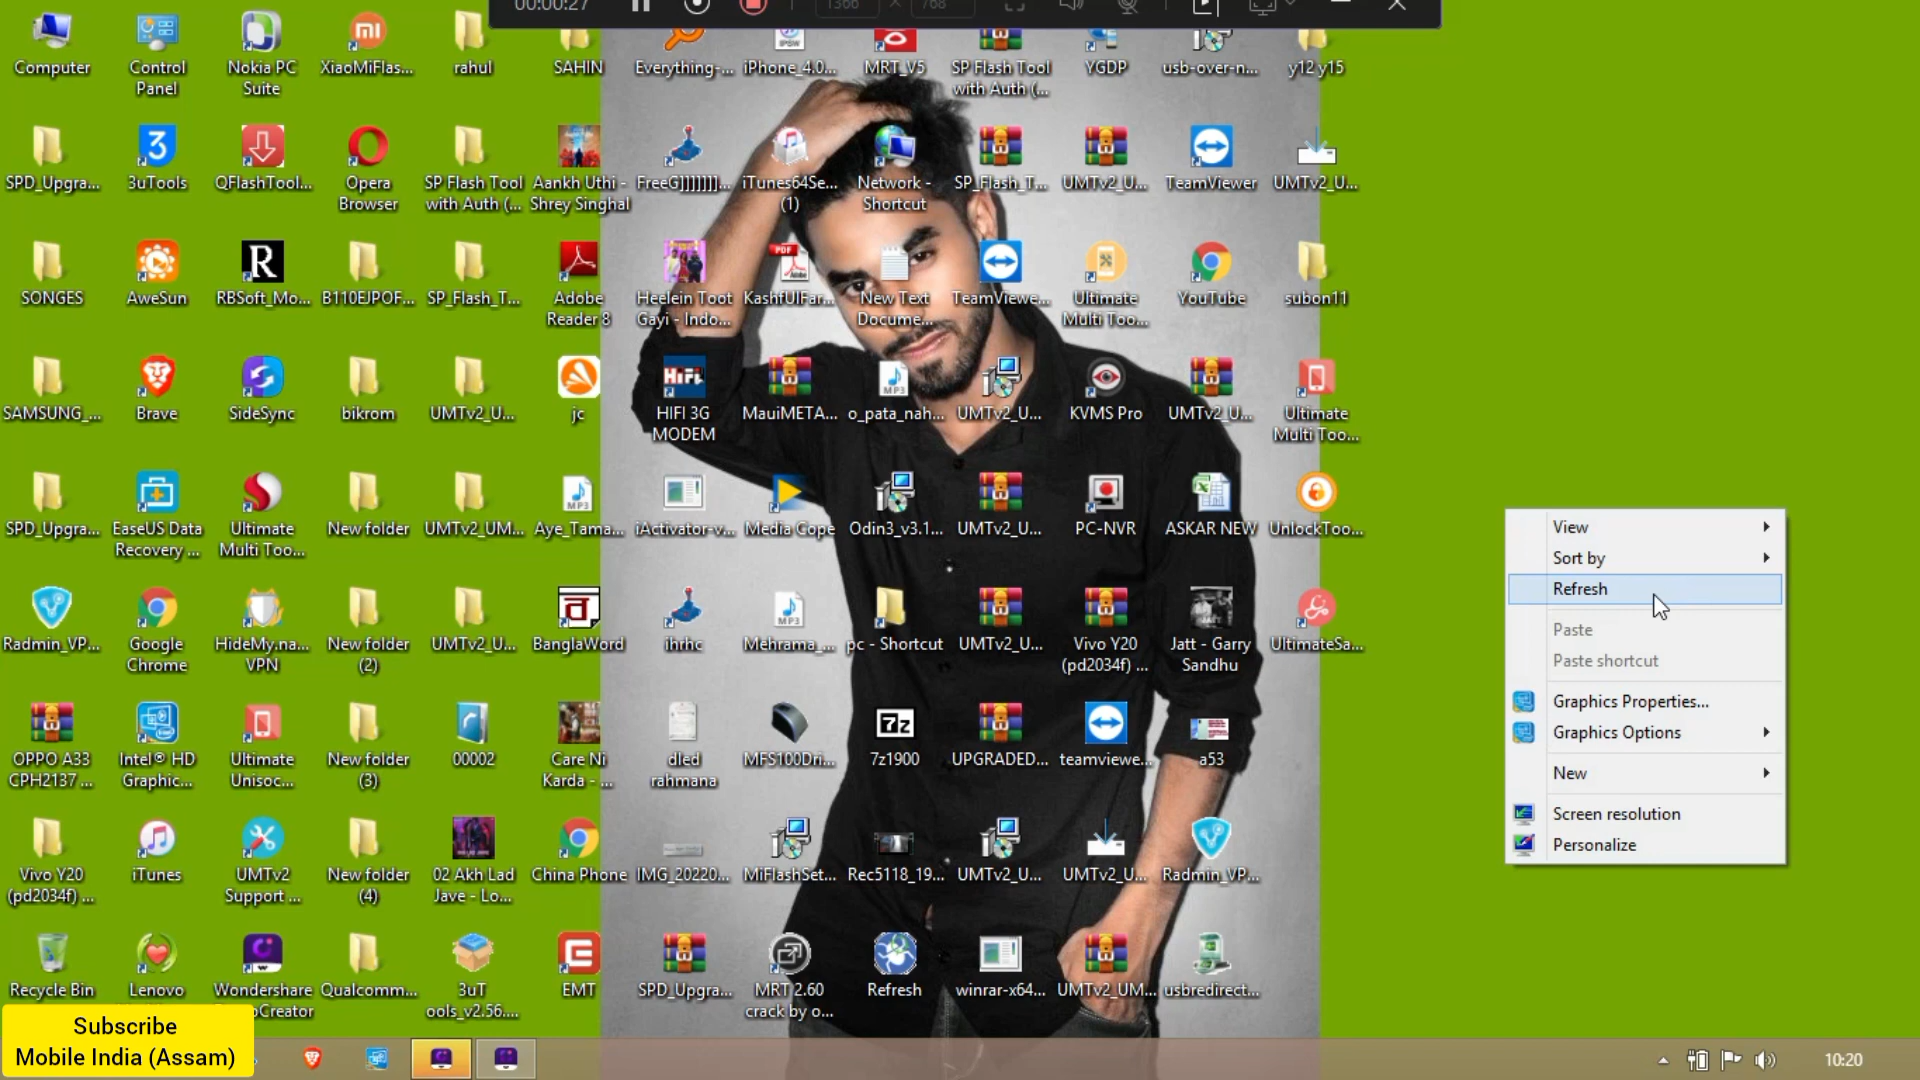 00:00:27
1366 × 768
Computer
Control
Panel
Nokia PC
Suite
XiaoMiFlas...
rahul
SAHIN
Everything-...
iPhone_4.0...
MRT_V5
SP Flash Tool
with Auth (...
YGDP
usb-over-n...
y12 y15
SPD_Upgra...
3uTools
QFlashTool...
Opera
Browser
SP Flash Tool
with Auth (...
Aankh Uthi -
Shrey Singhal
FreeG]]]]]]]...
iTunes64Se...
(1)
Network -
Shortcut
SP_Flash_T...
UMTv2_U...
TeamViewer
UMTv2_U...
SONGES
AweSun
RBSoft_Mo...
B110EJPOF...
SP_Flash_T...
Adobe
Reader 8
Heelein Toot
Gayi - Indo...
KashfUlFar...
New Text
Docume...
TeamViewe...
Ultimate
Multi Too...
YouTube
subon11
SAMSUNG_...
Brave
SideSync
bikrom
UMTv2_U...
jc
HIFI 3G
MODEM
MauiMETA...
o_pata_nah...
UMTv2_U...
KVMS Pro
UMTv2_U...
Ultimate
Multi Too...
SPD_Upgra...
EaseUS Data
Recovery ...
Ultimate
Multi Too...
New folder
UMTv2_UM...
Aye_Tama...
iActivator-v...
Media Cope
Odin3_v3.1...
UMTv2_U...
PC-NVR
ASKAR NEW
UnlockToo...
Radmin_VP...
Google
Chrome
HideMy.na...
VPN
New folder
(2)
UMTv2_U...
BanglaWord
ihrhc
Mehrama_...
pc - Shortcut
UMTv2_U...
Vivo Y20
(pd2034f) ...
Jatt - Garry
Sandhu
UltimateSa...
OPPO A33
CPH2137 ...
Intel® HD
Graphic...
Ultimate
Unisoc...
New folder
(3)
00002
Care Ni
Karda - ...
dled
rahmana
MFS100Dri...
7z1900
UPGRADED...
teamviewe...
a53
Vivo Y20
(pd2034f) ...
iTunes
UMTv2
Support ...
New folder
(4)
02 Akh Lad
Jave - Lo...
China Phone
IMG_20220...
MiFlashSet...
Rec5118_19...
UMTv2_U...
UMTv2_U...
Radmin_VP...
Recycle Bin
Lenovo
Wondershare
oCreator
Qualcomm...
3uT
ools_v2.56....
EMT
SPD_Upgra...
MRT 2.60
crack by o...
Refresh
winrar-x64...
UMTv2_UM...
usbredirect...
View
Sort by
Refresh
Paste
Paste shortcut
Graphics Properties...
Graphics Options
New
Screen resolution
Personalize
Subscribe
Mobile India (Assam)
10:20